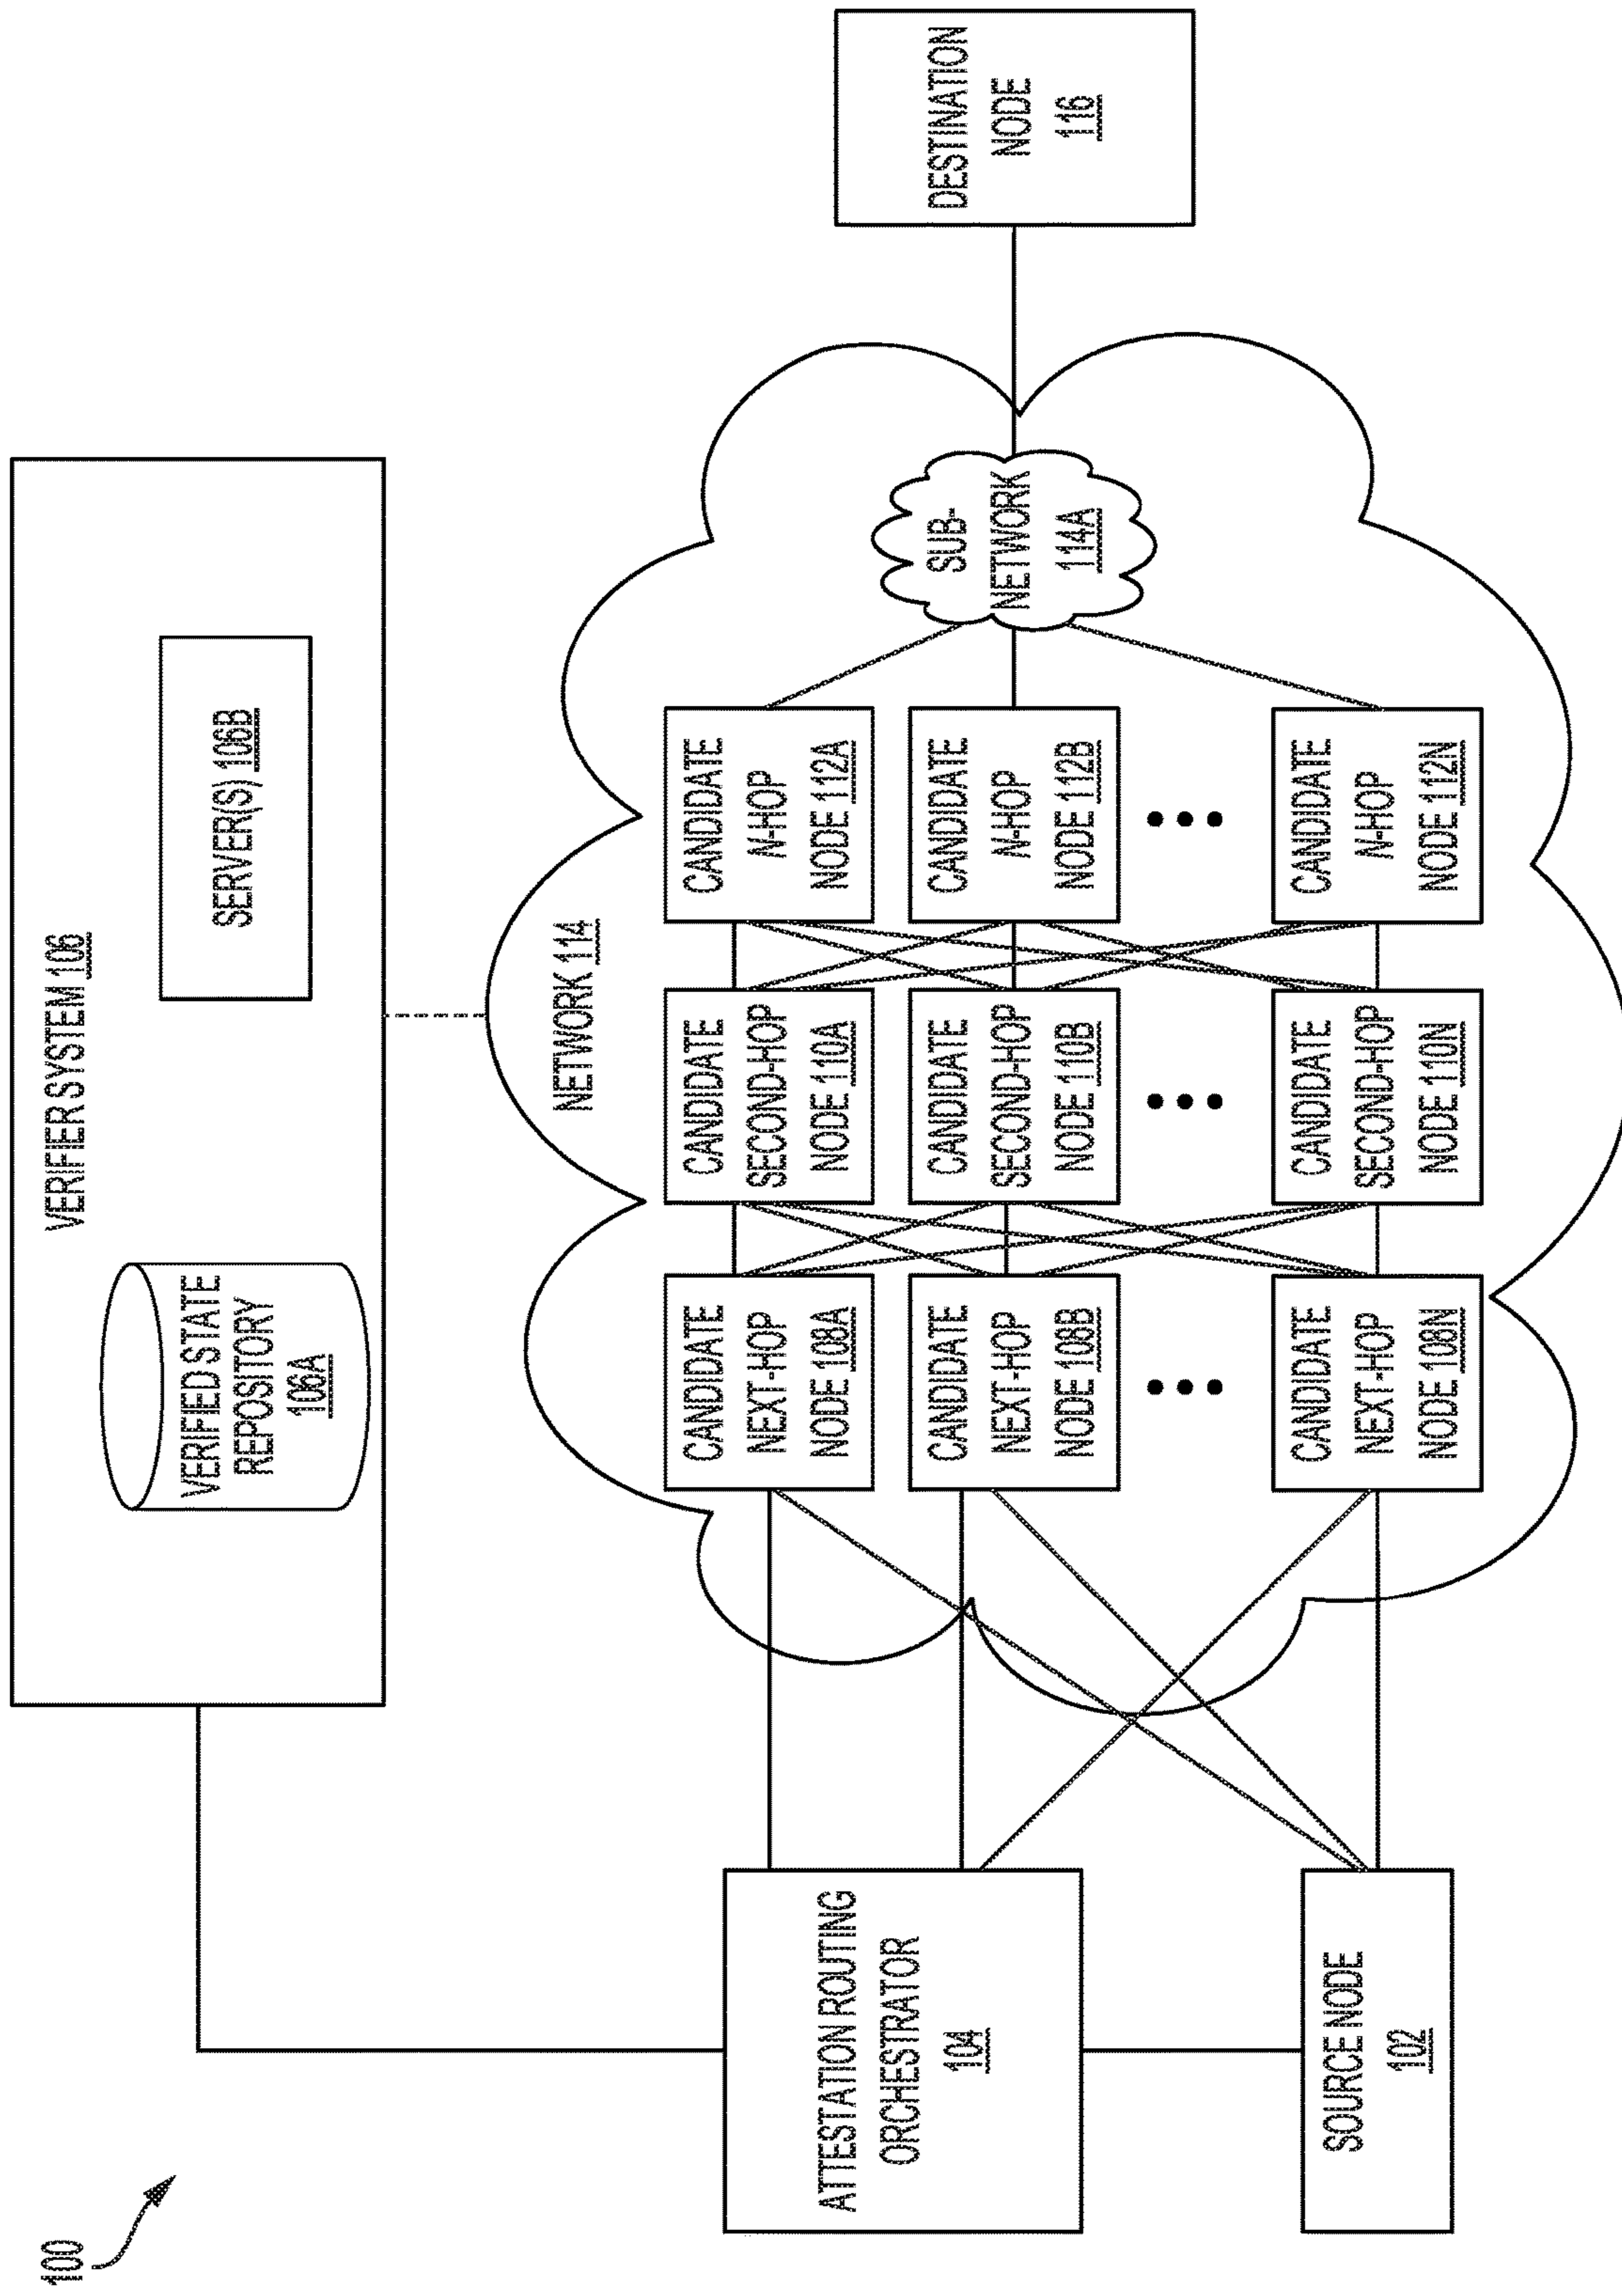 100
VERIFIER SYSTEM 106
VERIFIED STATE
REPOSITORY
106A
SERVER(S) 106B
NETWORK 114
ATTESTATION ROUTING
ORCHESTRATOR
104
SOURCE NODE
102
CANDIDATE
NEXT-HOP
NODE 108A
CANDIDATE
SECOND-HOP
NODE 110A
CANDIDATE
N-HOP
NODE 112A
CANDIDATE
NEXT-HOP
NODE 108B
CANDIDATE
SECOND-HOP
NODE 110B
CANDIDATE
N-HOP
NODE 112B
CANDIDATE
NEXT-HOP
NODE 108N
CANDIDATE
SECOND-HOP
NODE 110N
CANDIDATE
N-HOP
NODE 112N
SUB-
NETWORK
114A
DESTINATION
NODE
116